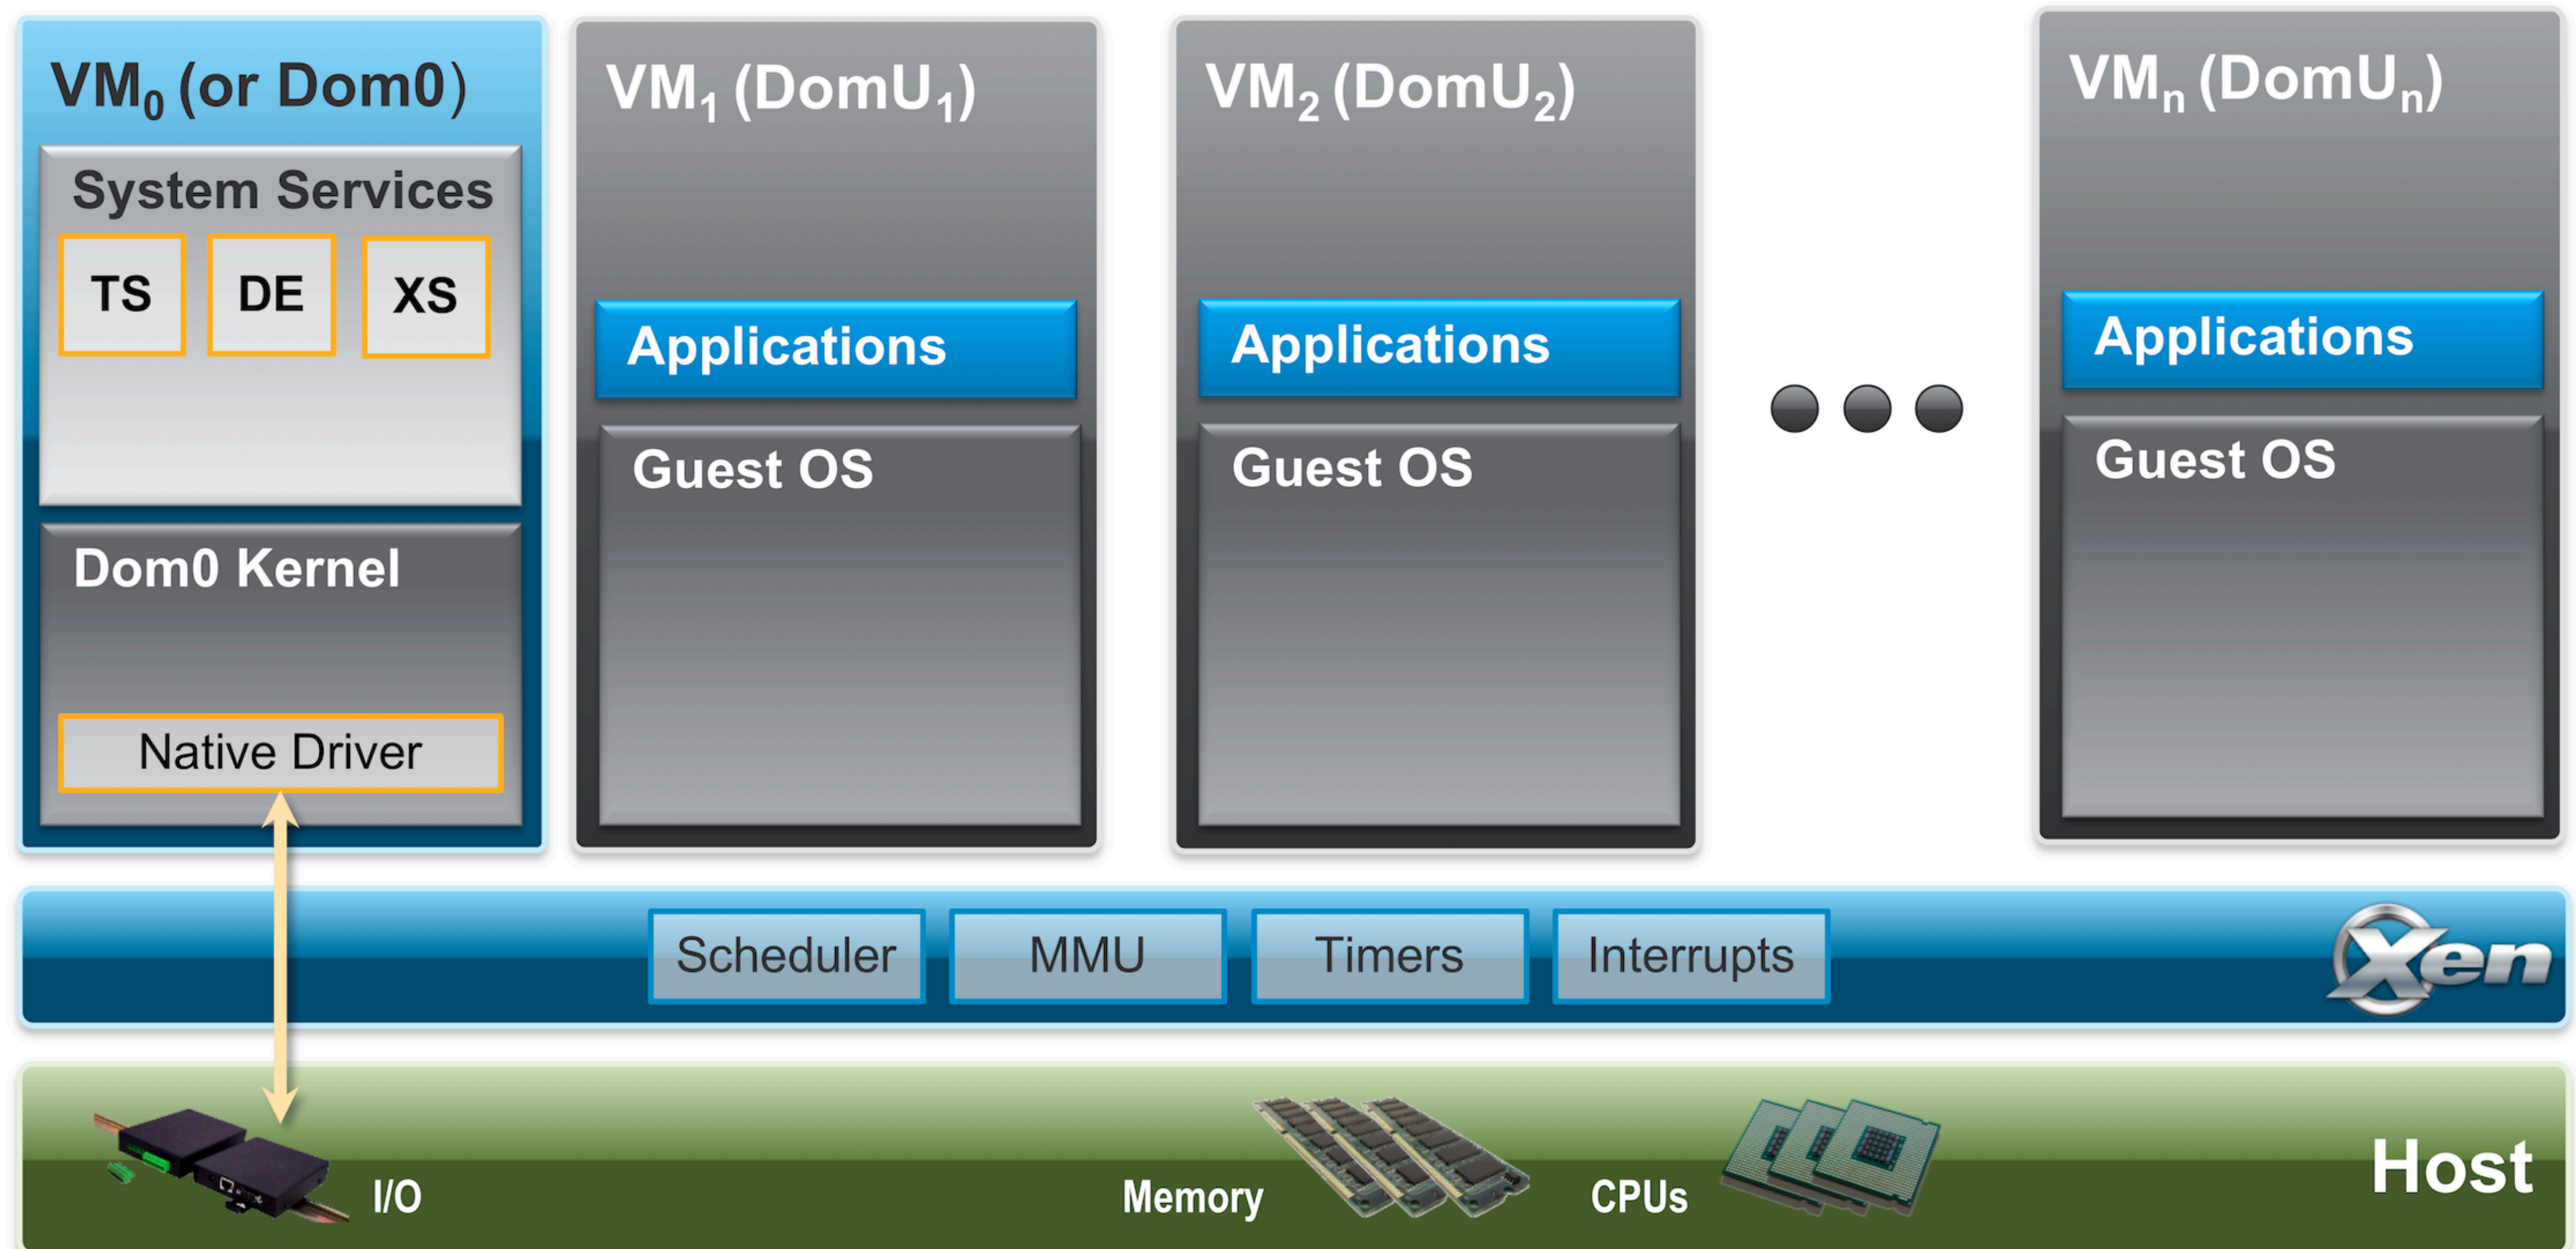 VM₀ (or Dom0)
System Services
TS DE XS
Dom0 Kernel
Native Driver
VM₁ (DomU₁)
Applications
Guest OS
VM₂ (DomU₂)
Applications
Guest OS
VMₙ (DomUₙ)
Applications
Guest OS
Scheduler MMU Timers Interrupts
Xen
I/O Memory CPUs Host